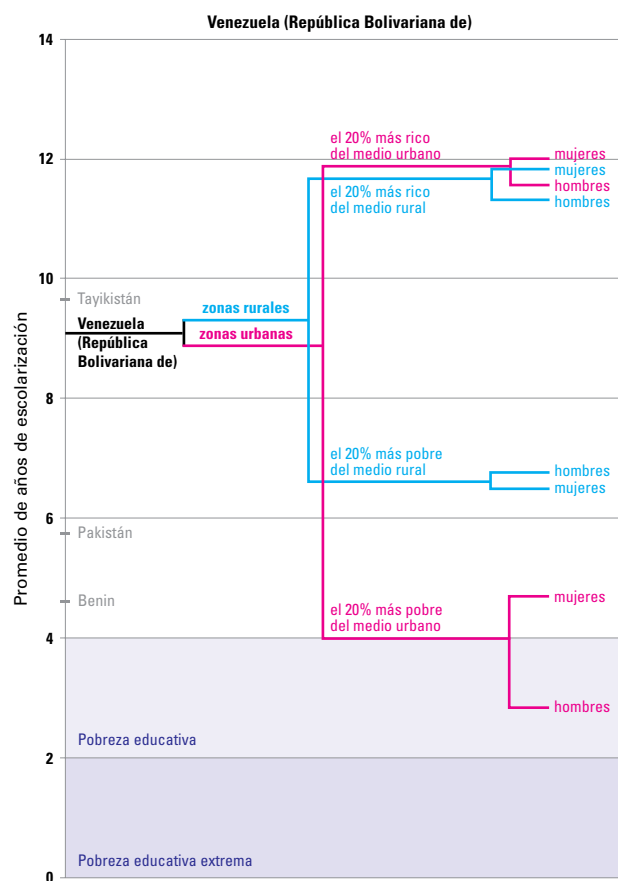 Venezuela (República Bolivariana de)
Promedio de años de escolarización
14
12
10
8
6
4
2
0
Tayikistán
Venezuela
(República
Bolivariana de)
Pakistán
Benin
Pobreza educativa
Pobreza educativa extrema
zonas rurales
zonas urbanas
el 20% más rico
del medio urbano
el 20% más rico
del medio rural
el 20% más pobre
del medio rural
el 20% más pobre
del medio urbano
mujeres
mujeres
hombres
hombres
hombres
mujeres
mujeres
hombres